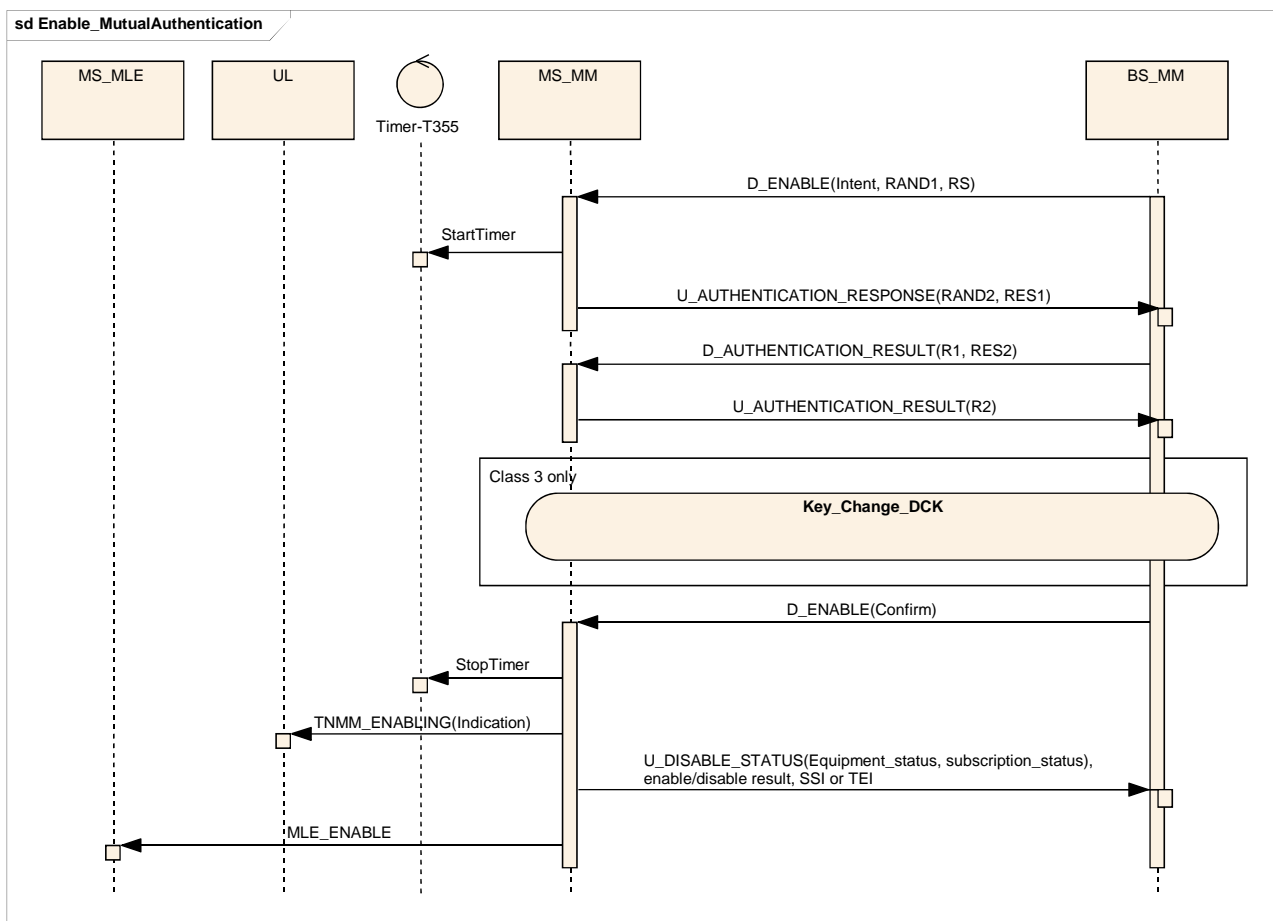 sd Enable_MutualAuthentication
MS_MLE
UL
Timer-T355
MS_MM
BS_MM
D_ENABLE(Intent, RAND1, RS)
StartTimer
U_AUTHENTICATION_RESPONSE(RAND2, RES1)
D_AUTHENTICATION_RESULT(R1, RES2)
U_AUTHENTICATION_RESULT(R2)
Class 3 only
Key_Change_DCK
D_ENABLE(Confirm)
StopTimer
TNMM_ENABLING(Indication)
U_DISABLE_STATUS(Equipment_status, subscription_status),
enable/disable result, SSI or TEI
MLE_ENABLE